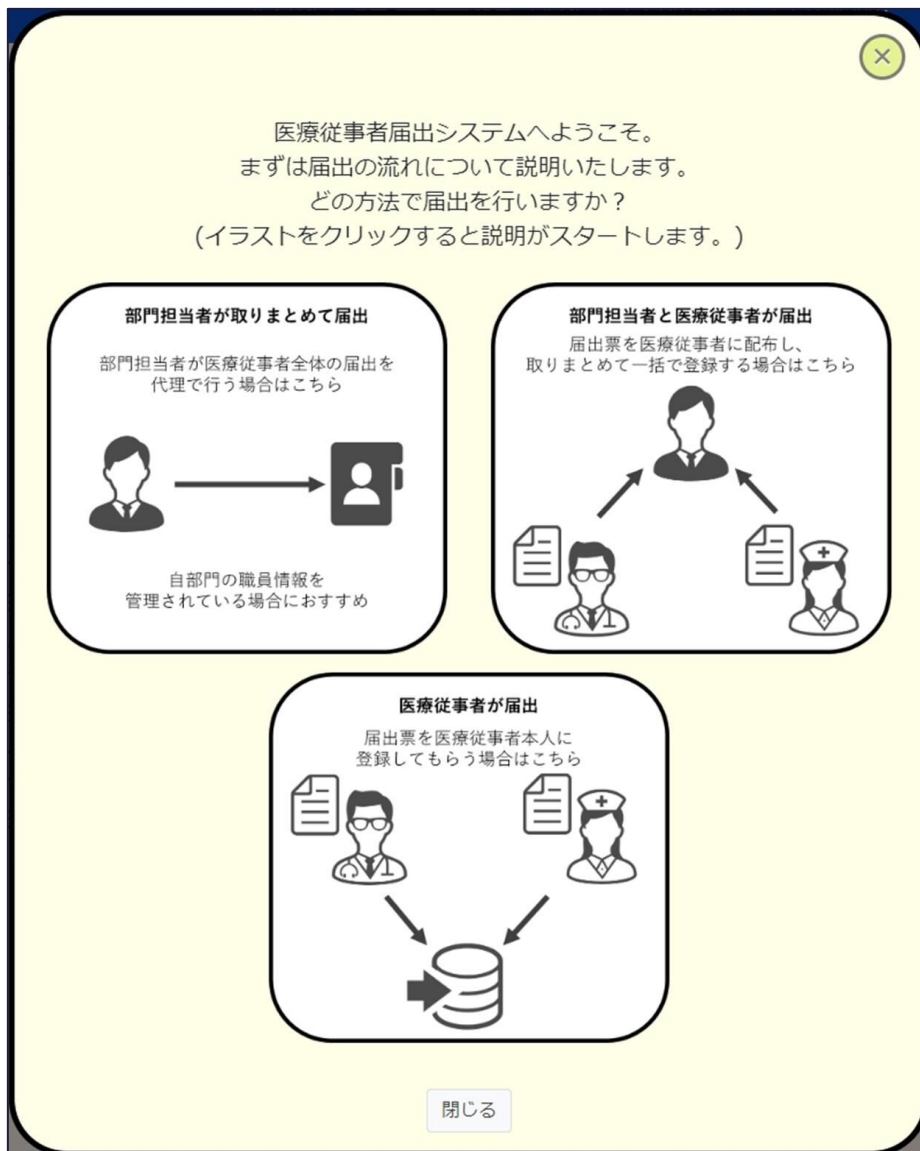 医療従事者届出システムへようこそ。
まずは届出の流れについて説明いたします。
どの方法で届出を行いますか？
(イラストをクリックすると説明がスタートします。)
部門担当者が取りまとめて届出
部門担当者が医療従事者全体の届出を
代理で行う場合はこちら
自部門の職員情報を
管理されている場合におすすめ
部門担当者と医療従事者が届出
届出票を医療従事者に配布し、
取りまとめて一括で登録する場合はこちら
医療従事者が届出
届出票を医療従事者本人に
登録してもらう場合はこちら
閉じる